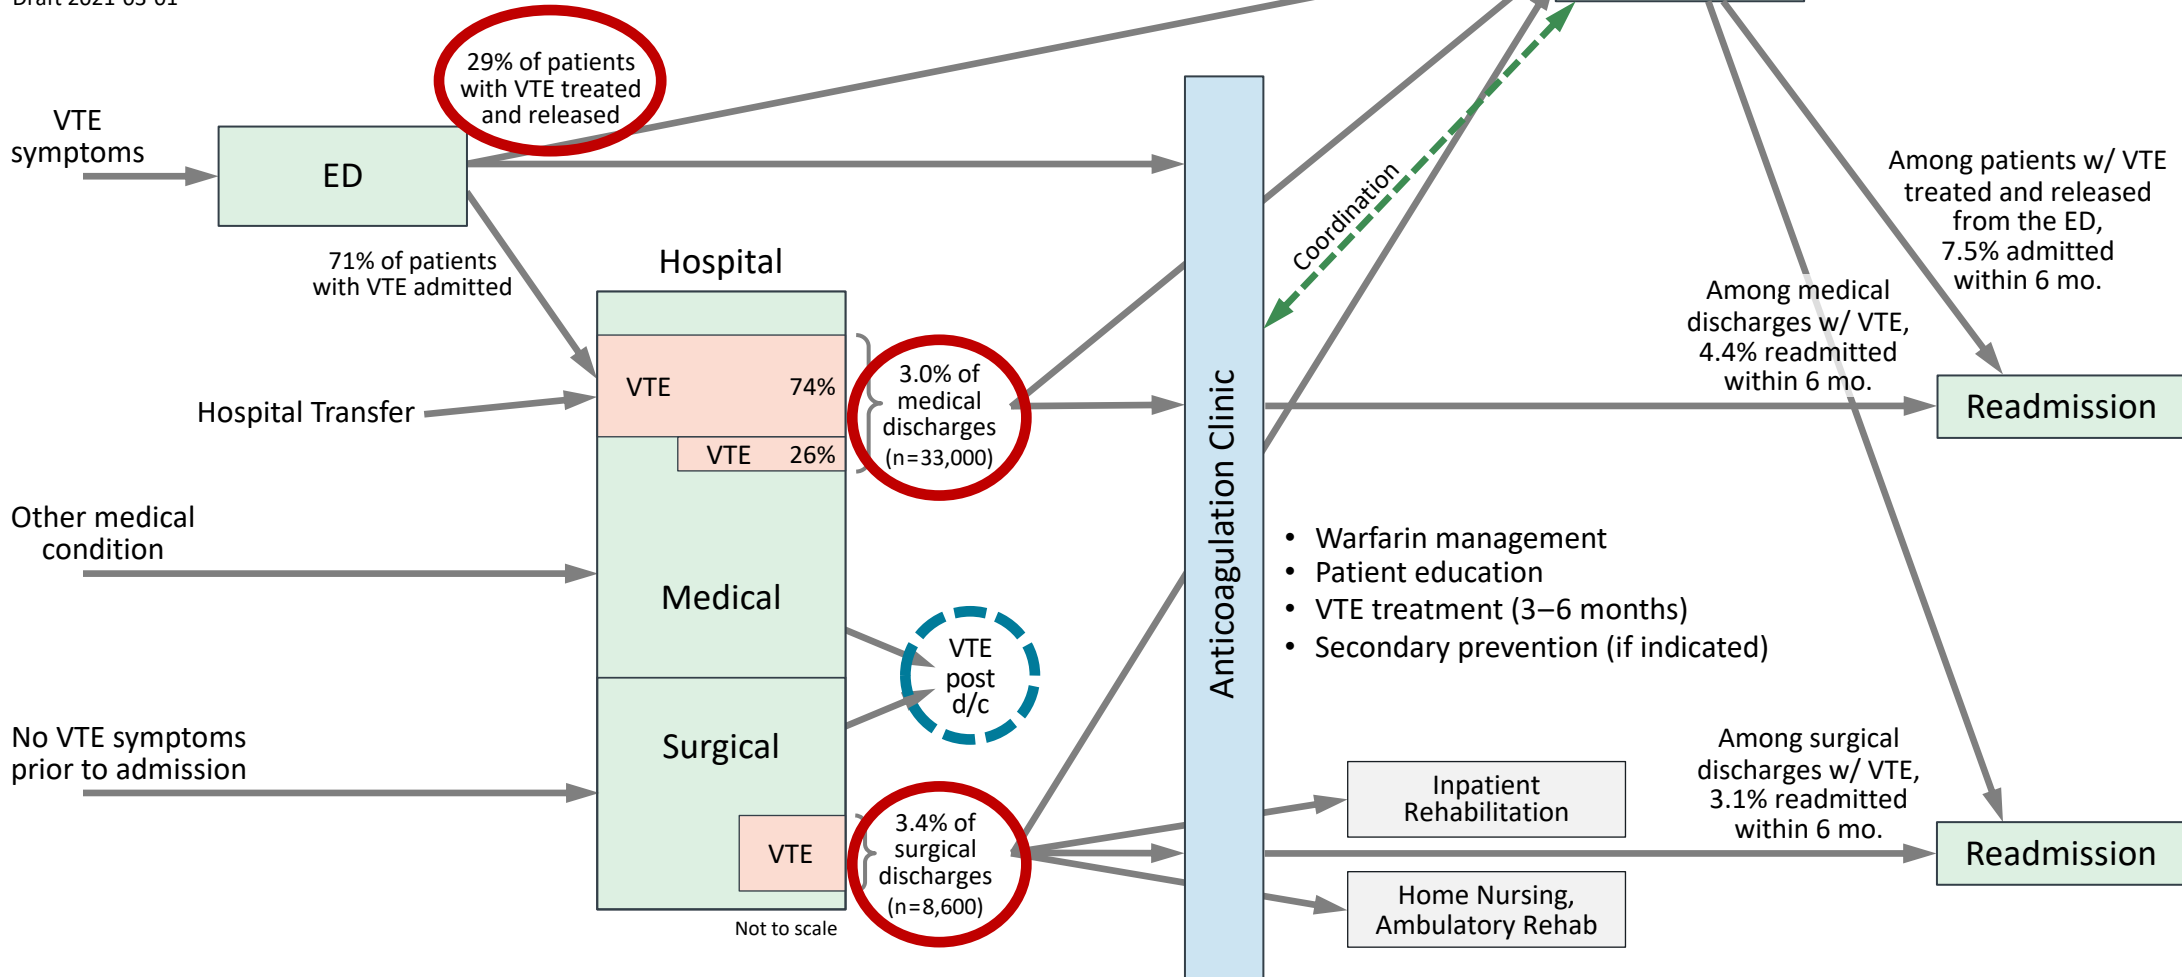 Draft 2021-03-01
29% of patients
with VTE treated
and released
VTE
symptoms
ED
71% of patients
with VTE admitted
Hospital
VTE 74%
VTE 26%
Hospital Transfer
3.0% of
medical
discharges
(n=33,000)
Other medical
condition
Medical
VTE
post
d/c
No VTE symptoms
prior to admission
Surgical
VTE
3.4% of
surgical
discharges
(n=8,600)
Not to scale
Anticoagulation Clinic
Coordination
• Warfarin management
• Patient education
• VTE treatment (3–6 months)
• Secondary prevention (if indicated)
Inpatient
Rehabilitation
Home Nursing,
Ambulatory Rehab
Among patients w/ VTE
treated and released
from the ED,
7.5% admitted
within 6 mo.
Among medical
discharges w/ VTE,
4.4% readmitted
within 6 mo.
Readmission
Among surgical
discharges w/ VTE,
3.1% readmitted
within 6 mo.
Readmission